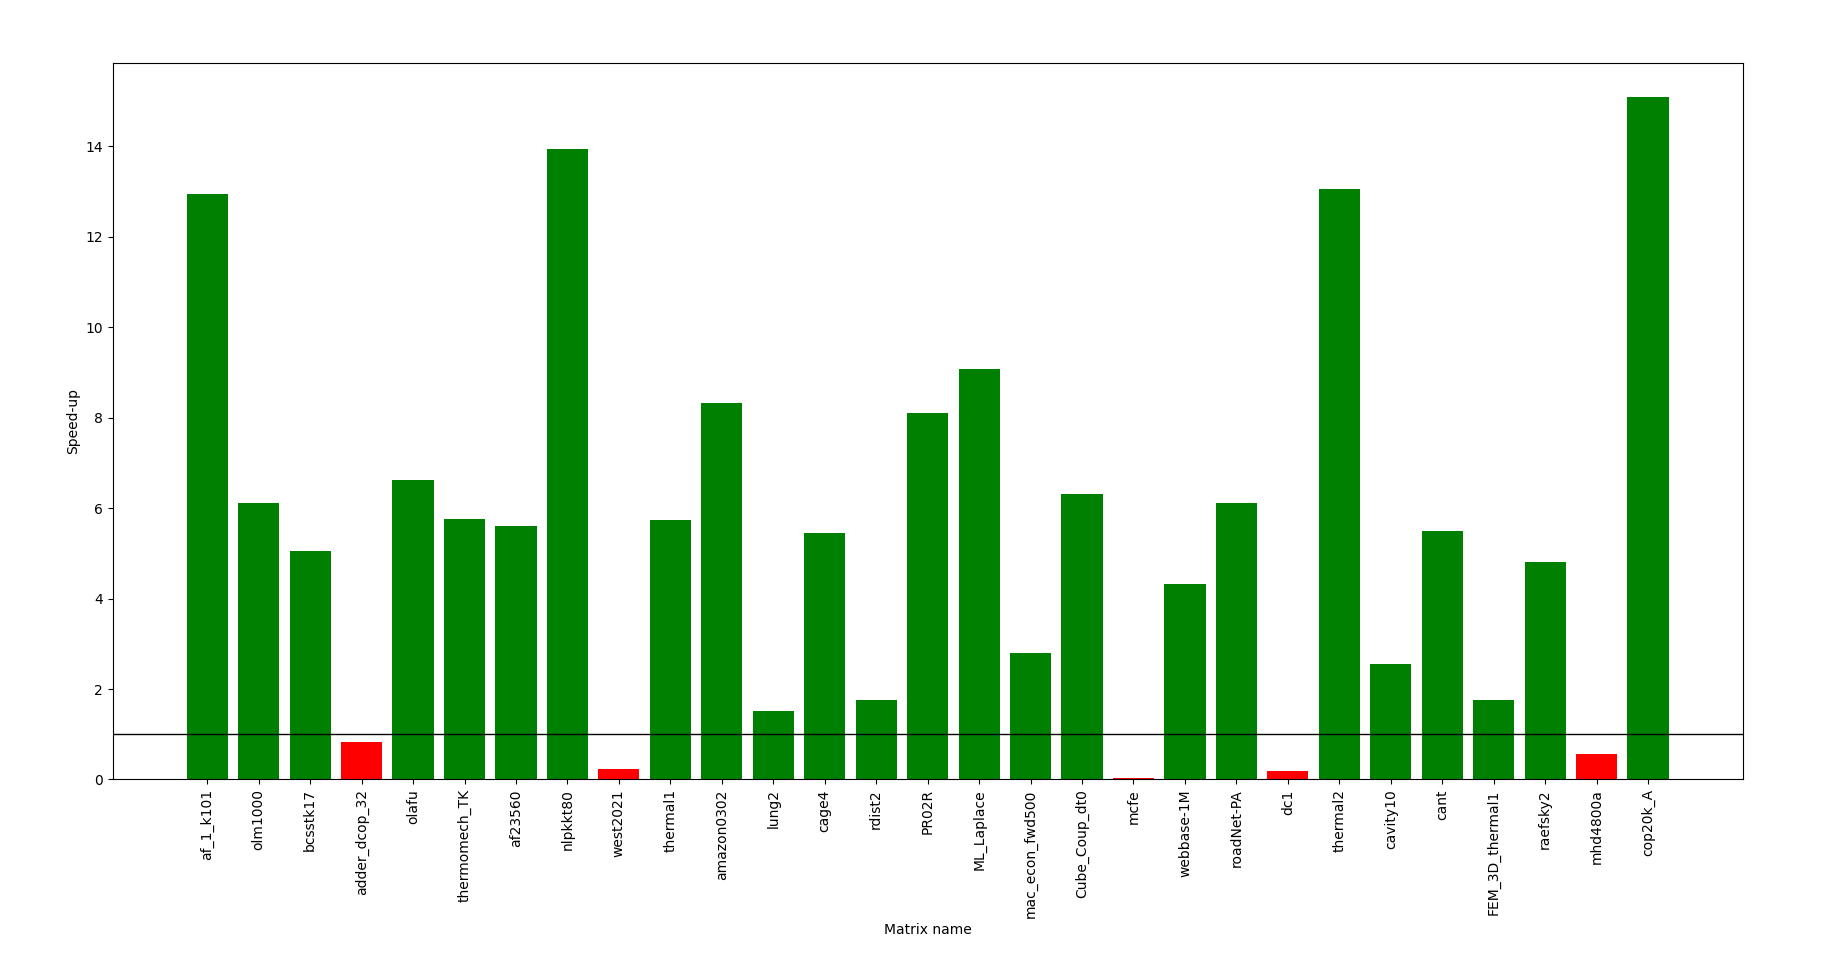 Speed-up
14
12
10
8
6
4
2
0
af_1_k101
olm1000
bcsstk17
adder_dcop_32
olafu
thermomech_TK
af23560
nlpkkt80
west2021
thermal1
amazon0302
lung2
cage4
rdist2
PR02R
ML_Laplace
mac_econ_fwd500
Cube_Coup_dt0
mcfe
webbase-1M
roadNet-PA
dc1
thermal2
cavity10
cant
FEM_3D_thermal1
raefsky2
mhd4800a
cop20k_A
Matrix name